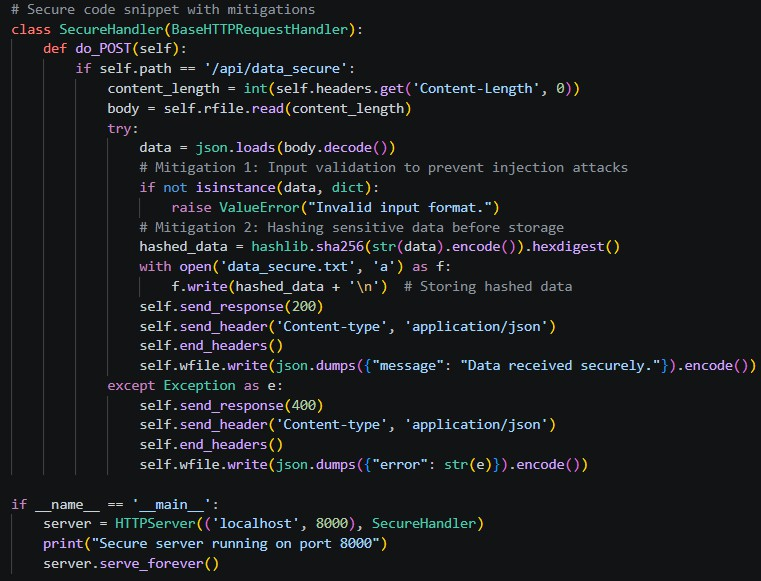 # Secure code snippet with mitigations
class SecureHandler(BaseHTTPRequestHandler):
    def do_POST(self):
        if self.path == '/api/data_secure':
            content_length = int(self.headers.get('Content-Length', 0))
            body = self.rfile.read(content_length)
            try:
                data = json.loads(body.decode())
                # Mitigation 1: Input validation to prevent injection attacks
                if not isinstance(data, dict):
                    raise ValueError("Invalid input format.")
                # Mitigation 2: Hashing sensitive data before storage
                hashed_data = hashlib.sha256(str(data).encode()).hexdigest()
                with open('data_secure.txt', 'a') as f:
                    f.write(hashed_data + '\n')  # Storing hashed data
                self.send_response(200)
                self.send_header('Content-type', 'application/json')
                self.end_headers()
                self.wfile.write(json.dumps({"message": "Data received securely."}).encode())
            except Exception as e:
                self.send_response(400)
                self.send_header('Content-type', 'application/json')
                self.end_headers()
                self.wfile.write(json.dumps({"error": str(e)}).encode())

if __name__ == '__main__':
    server = HTTPServer(('localhost', 8000), SecureHandler)
    print("Secure server running on port 8000")
    server.serve_forever()